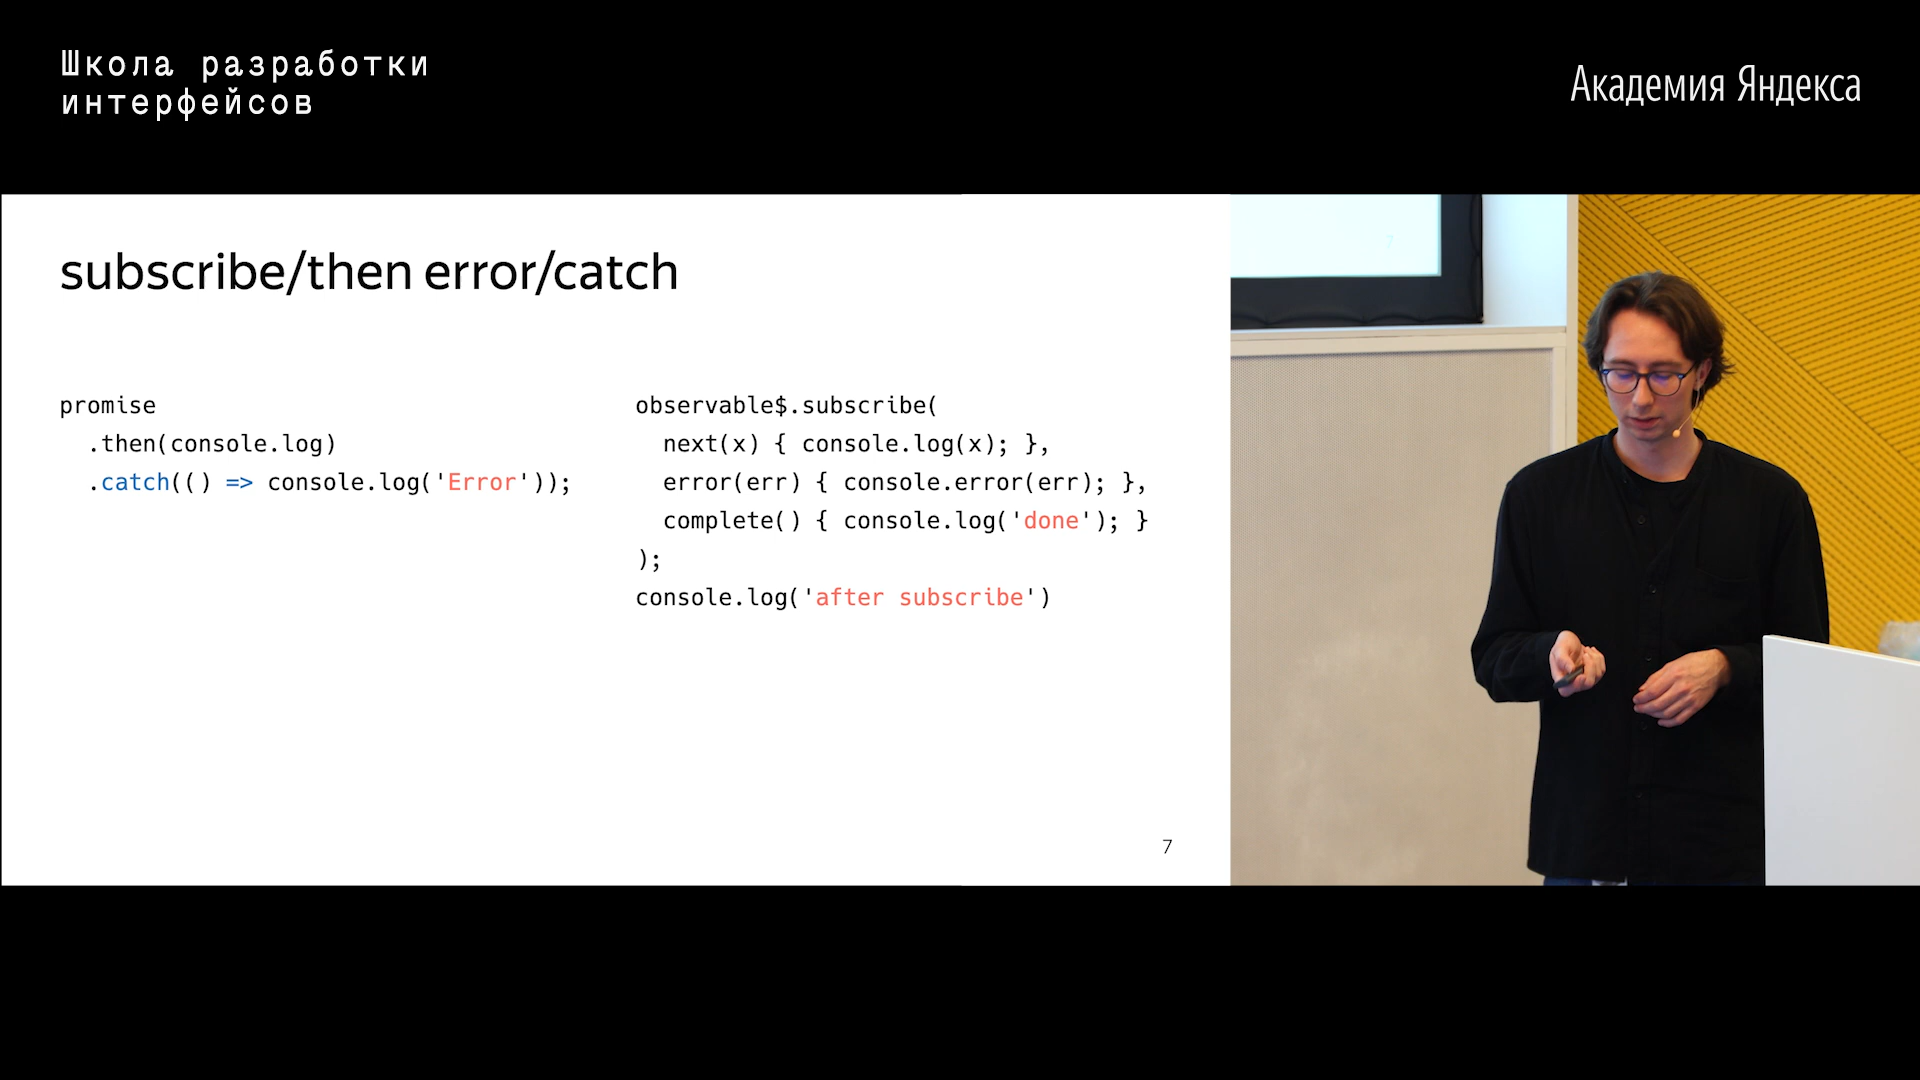 Школа разработки
интерфейсов
Академия Яндекса
subscribe/then error/catch
promise
  .then(console.log)
  .catch(() => console.log('Error'));
observable$.subscribe(
  next(x) { console.log(x); },
  error(err) { console.error(err); },
  complete() { console.log('done'); }
);
console.log('after subscribe')
7
7